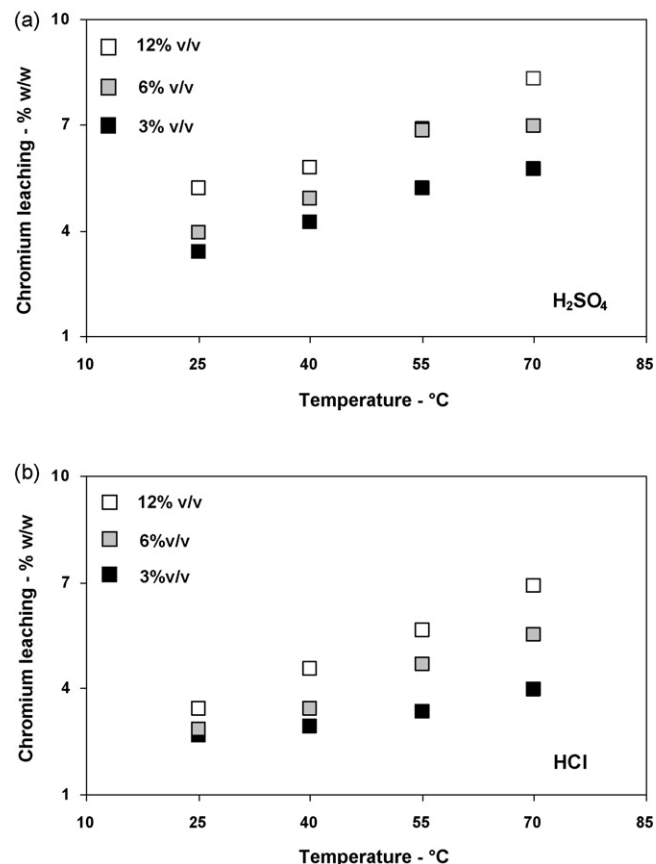 (a)
10
12% v/v
6% v/v
3% v/v
7
4
1
Chromium leaching - % w/w
H₂SO₄
10 25 40 55 70 85
Temperature - °C
(b)
10
12% v/v
6%v/v
3%v/v
7
4
1
Chromium leaching - % w/w
HCl
10 25 40 55 70 85
Temperature - °C